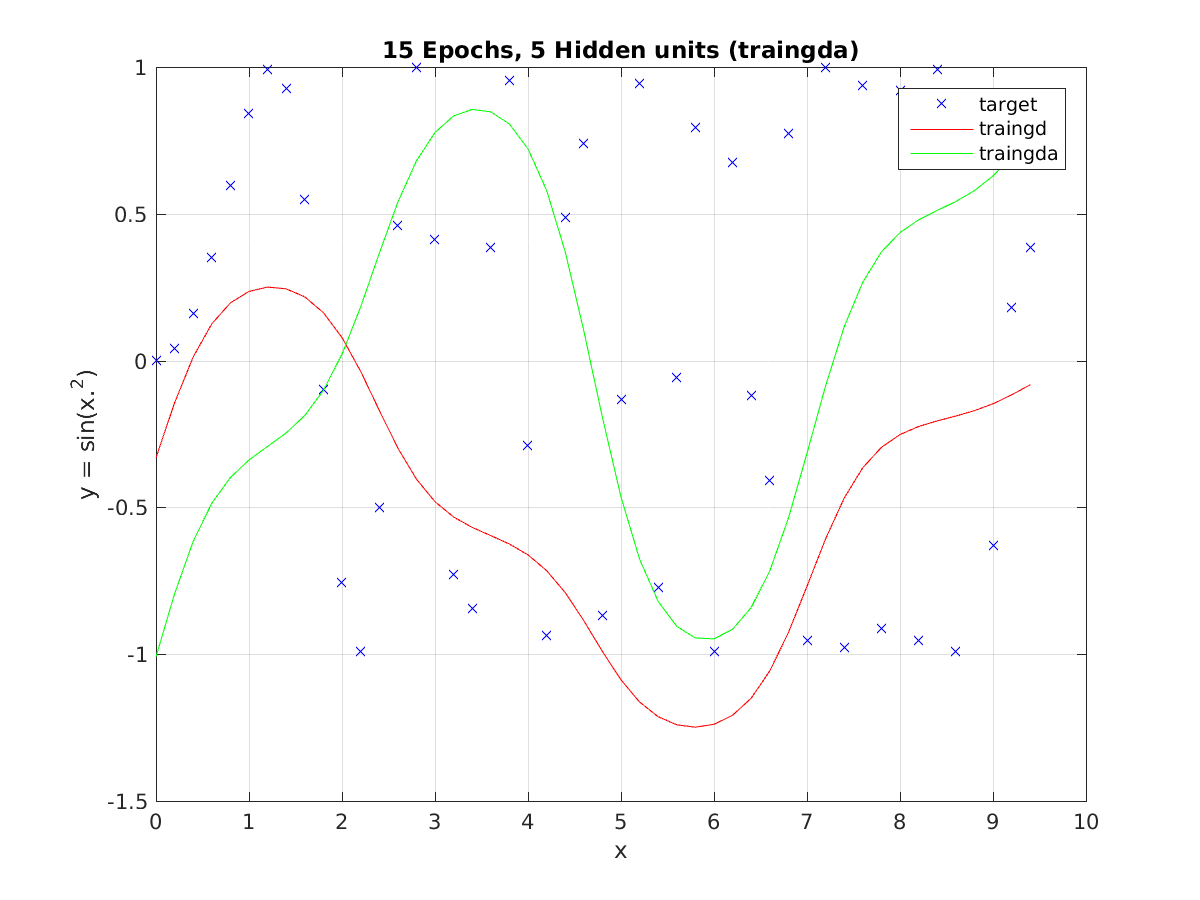 15 Epochs, 5 Hidden units (traingda)
target
traingd
traingda
1
0.5
0
-0.5
-1
-1.5
y = sin(x.²)
0 1 2 3 4 5 6 7 8 9 10
x